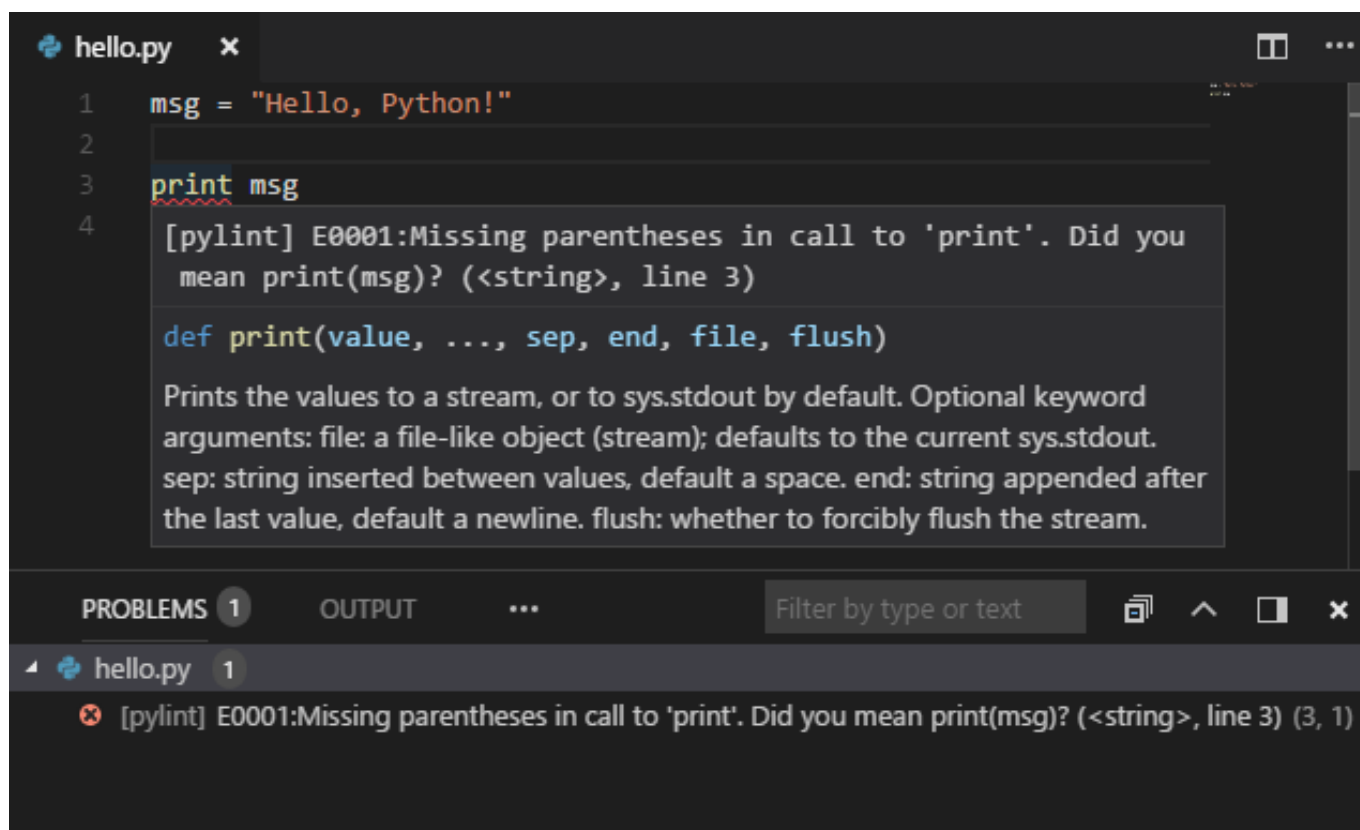 hello.py
1 msg = "Hello, Python!"
2
3 print msg
4
[pylint] E0001:Missing parentheses in call to 'print'. Did you
mean print(msg)? (<string>, line 3)
def print(value, ..., sep, end, file, flush)
Prints the values to a stream, or to sys.stdout by default. Optional keyword
arguments: file: a file-like object (stream); defaults to the current sys.stdout.
sep: string inserted between values, default a space. end: string appended after
the last value, default a newline. flush: whether to forcibly flush the stream.
PROBLEMS 1 OUTPUT ••• Filter by type or text
hello.py 1
[pylint] E0001:Missing parentheses in call to 'print'. Did you mean print(msg)? (<string>, line 3) (3, 1)